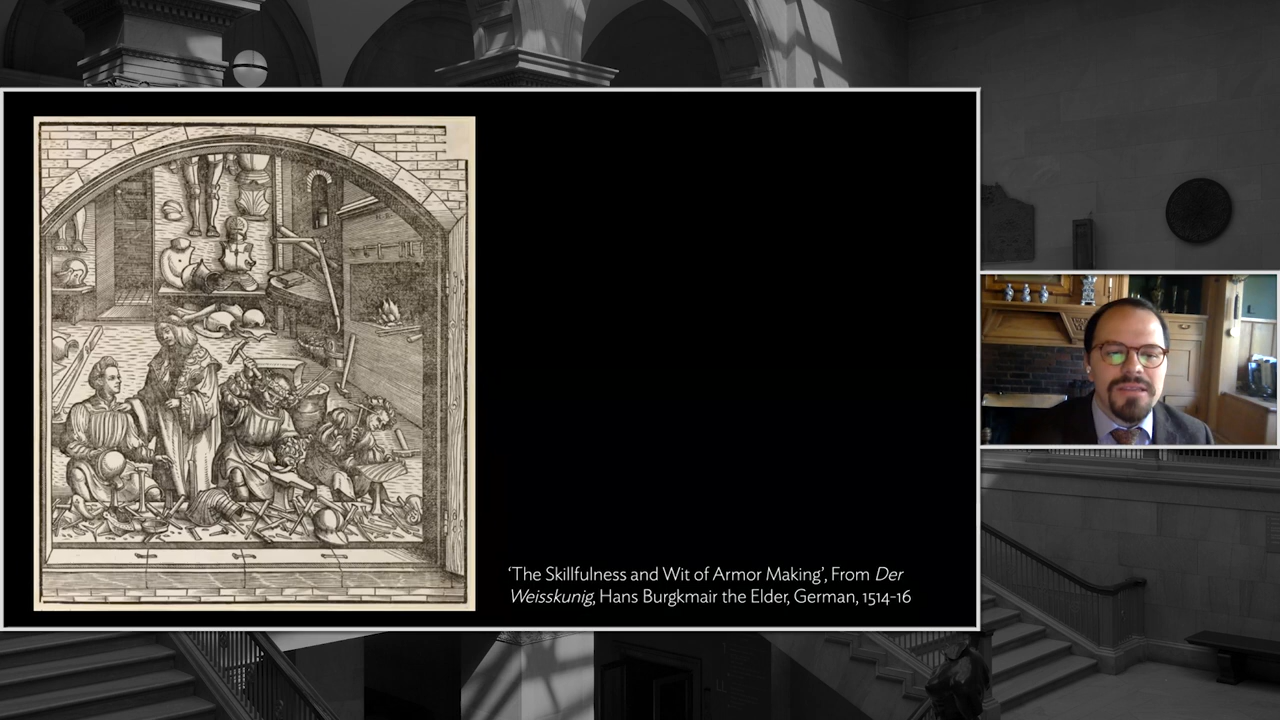 ‘The Skillfulness and Wit of Armor Making’, From Der
Weisskunig, Hans Burgkmair the Elder, German, 1514-16